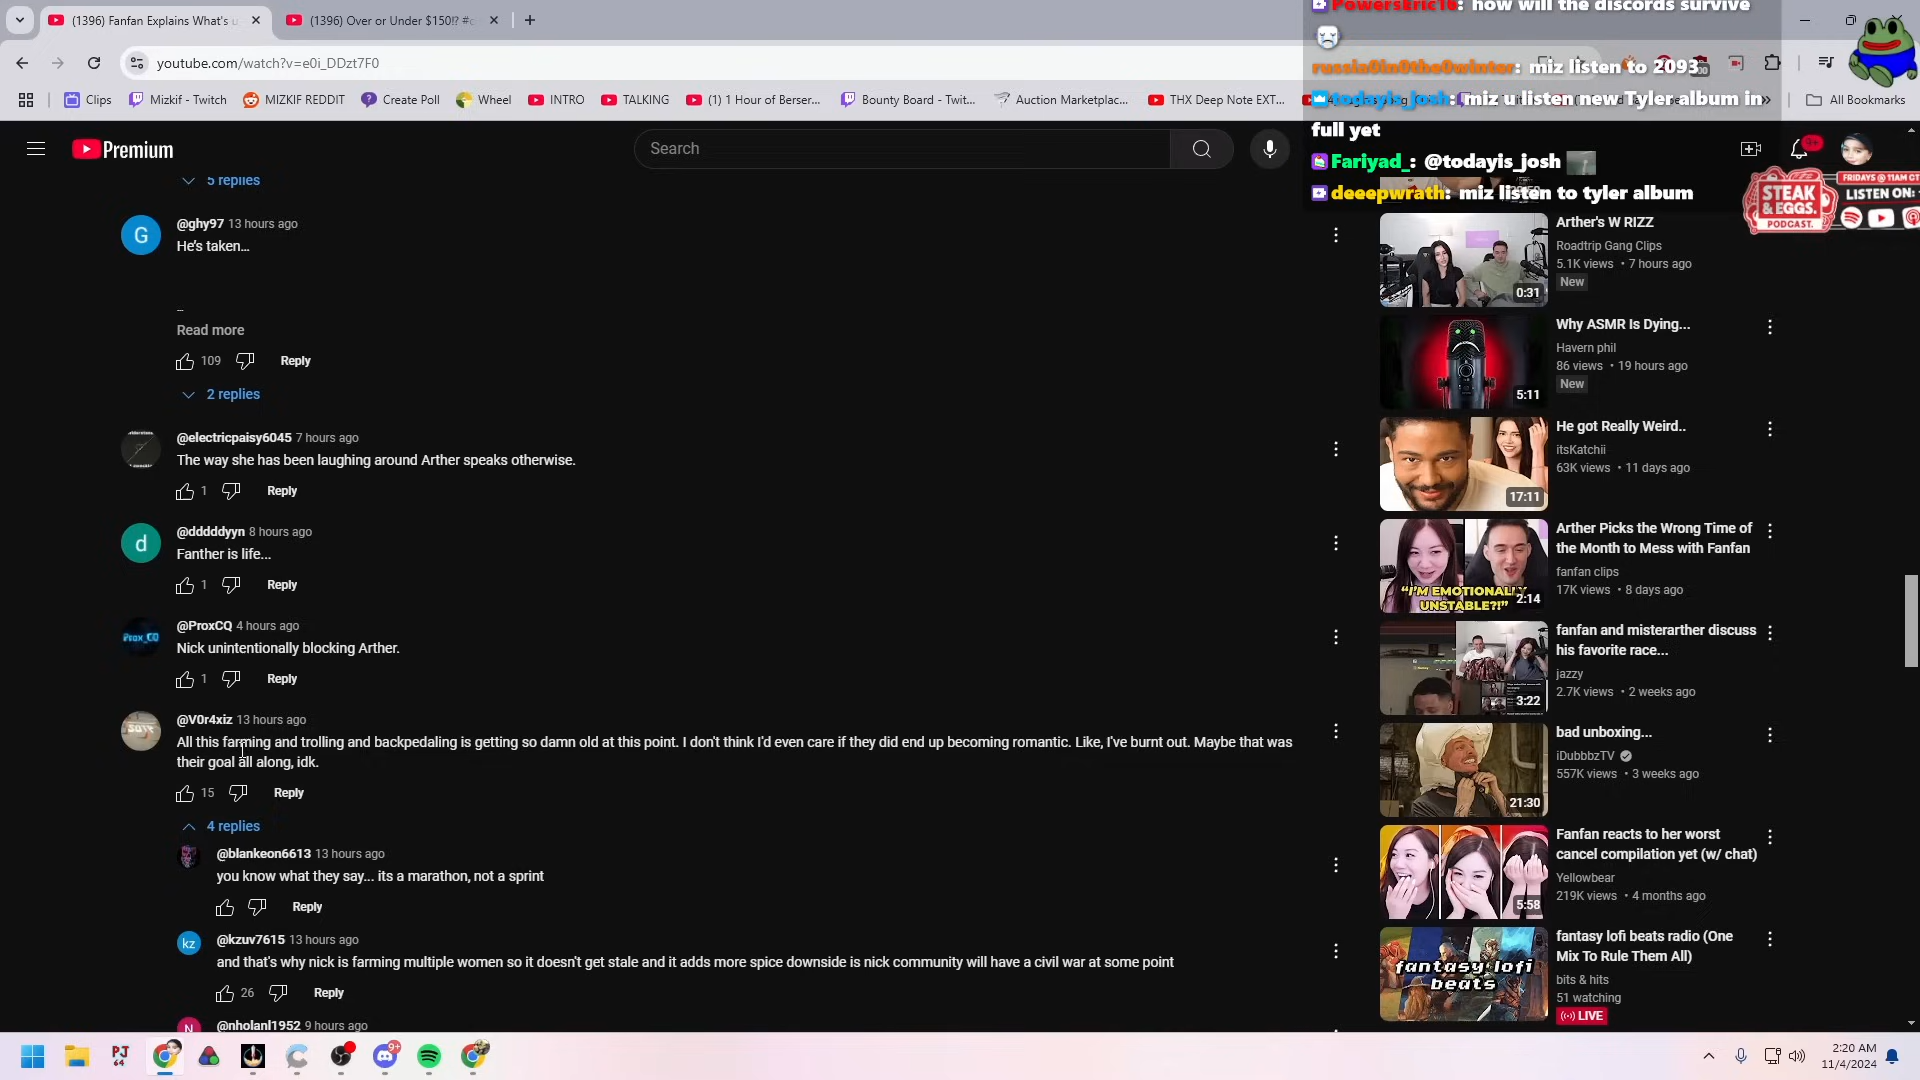 (1396) Fanfan Explains What's u
(1396) Over or Under $150!? #c
youtube.com/watch?v=e0i_DDzt7F0
Clips
Mizkif - Twitch
MIZKIF REDDIT
Create Poll
Wheel
INTRO
TALKING
(1) 1 Hour of Berser...
Bounty Board - Twit...
Auction Marketplac...
THX Deep Note EXT...
All Bookmarks
PowersEric16: how will the discords survive
russia0in0the0winter: miz listen to 2093
todayis_josh: miz u listen new Tyler album in
full yet
Fariyad_: @todayis_josh
deeepwrath: miz listen to tyler album
Premium
Search
9+
STEAK
& EGGS.
PODCAST.
FRIDAYS @ 11AM CT
LISTEN ON:
5 replies
@ghy97 13 hours ago
He's taken…
..
Read more
109
Reply
2 replies
@electricpaisy6045 7 hours ago
The way she has been laughing around Arther speaks otherwise.
1
Reply
@dddddyyn 8 hours ago
Fanther is life...
1
Reply
@ProxCQ 4 hours ago
Nick unintentionally blocking Arther.
1
Reply
@V0r4xiz 13 hours ago
All this farming and trolling and backpedaling is getting so damn old at this point. I don't think I'd even care if they did end up becoming romantic. Like, I've burnt out. Maybe that was
their goal all along, idk.
15
Reply
4 replies
@blankeon6613 13 hours ago
you know what they say... its a marathon, not a sprint
Reply
@kzuv7615 13 hours ago
and that's why nick is farming multiple women so it doesn't get stale and it adds more spice downside is nick community will have a civil war at some point
26
Reply
@nholanl1952 9 hours ago
Arther's W RIZZ
Roadtrip Gang Clips
5.1K views • 7 hours ago
New
0:31
Why ASMR Is Dying...
Havern phil
86 views • 19 hours ago
New
5:11
He got Really Weird..
itsKatchii
63K views • 11 days ago
17:11
Arther Picks the Wrong Time of
the Month to Mess with Fanfan
fanfan clips
17K views • 8 days ago
"I'M EMOTIONALLY
UNSTABLE?!"
2:14
fanfan and misterarther discuss
his favorite race...
jazzy
2.7K views • 2 weeks ago
3:22
bad unboxing...
iDubbbzTV
557K views • 3 weeks ago
21:30
Fanfan reacts to her worst
cancel compilation yet (w/ chat)
Yellowbear
219K views • 4 months ago
5:58
fantasy lofi beats radio (One
Mix To Rule Them All)
bits & hits
51 watching
LIVE
fantasy lofi
beats
G
d
Prox_CQ
kz
N
PJ
64
9+
2:20 AM
11/4/2024